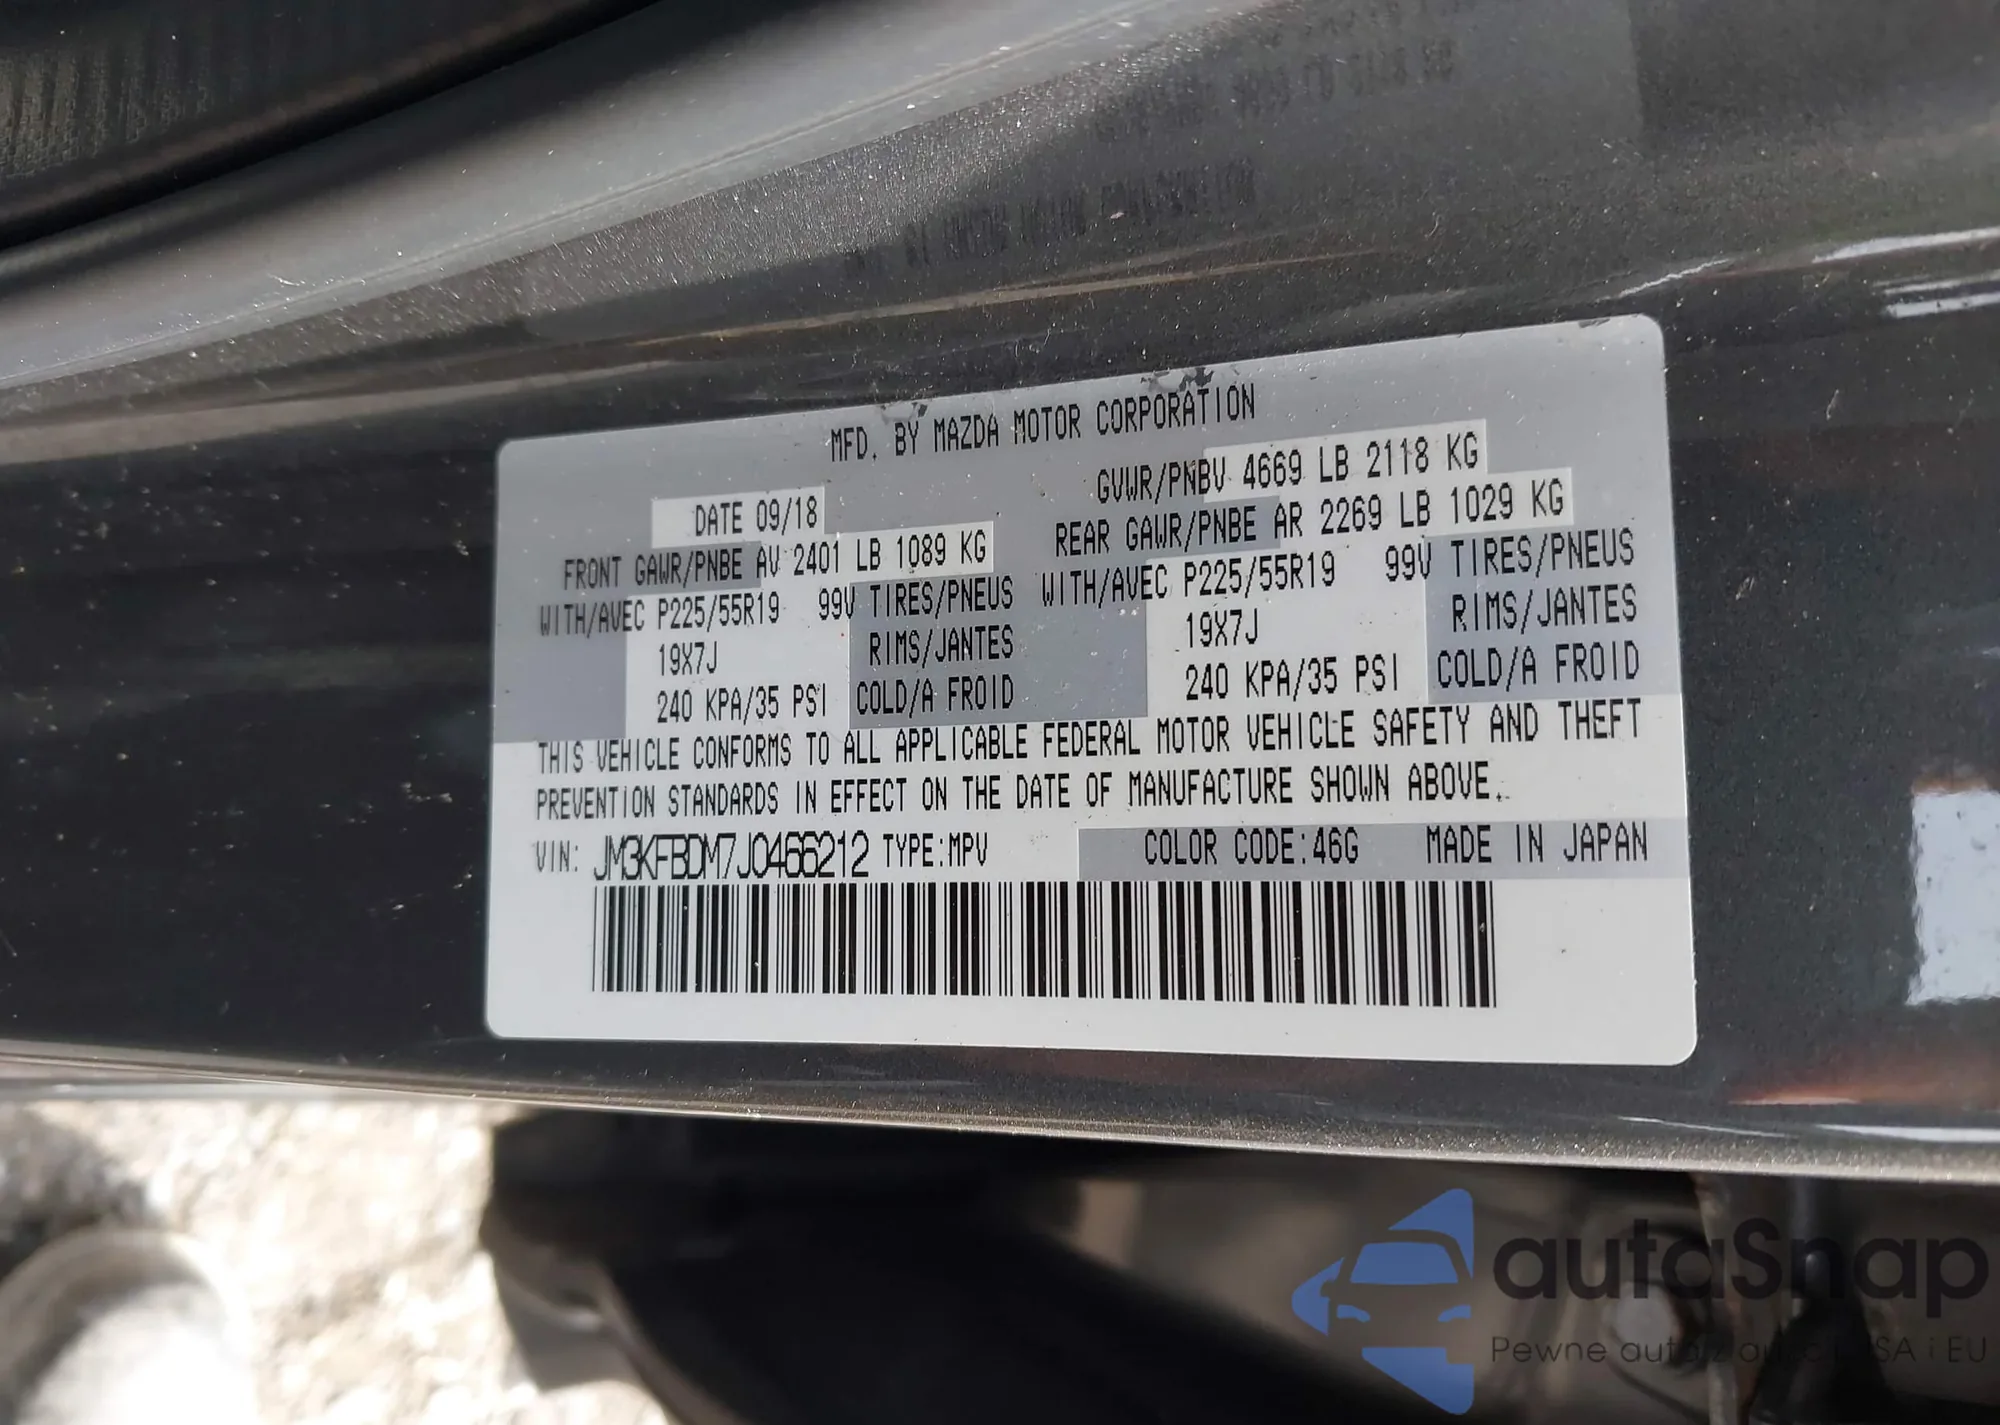 MFD. BY MAZDA MOTOR CORPORATION
DATE 09/18 GVWR/PNBV 4669 LB 2118 KG
FRONT GAWR/PNBE AV 2401 LB 1089 KG REAR GAWR/PNBE AR 2269 LB 1029 KG
WITH/AVEC P225/55R19 99V TIRES/PNEUS WITH/AVEC P225/55R19 99V TIRES/PNEUS
19X7J RIMS/JANTES 19X7J RIMS/JANTES
240 KPA/35 PSI COLD/A FROID 240 KPA/35 PSI COLD/A FROID
THIS VEHICLE CONFORMS TO ALL APPLICABLE FEDERAL MOTOR VEHICLE SAFETY AND THEFT
PREVENTION STANDARDS IN EFFECT ON THE DATE OF MANUFACTURE SHOWN ABOVE.
VIN: JM3KFBDM7J0466212 TYPE:MPV COLOR CODE:46G MADE IN JAPAN
autaSnap
Pewne auta z USA i EU